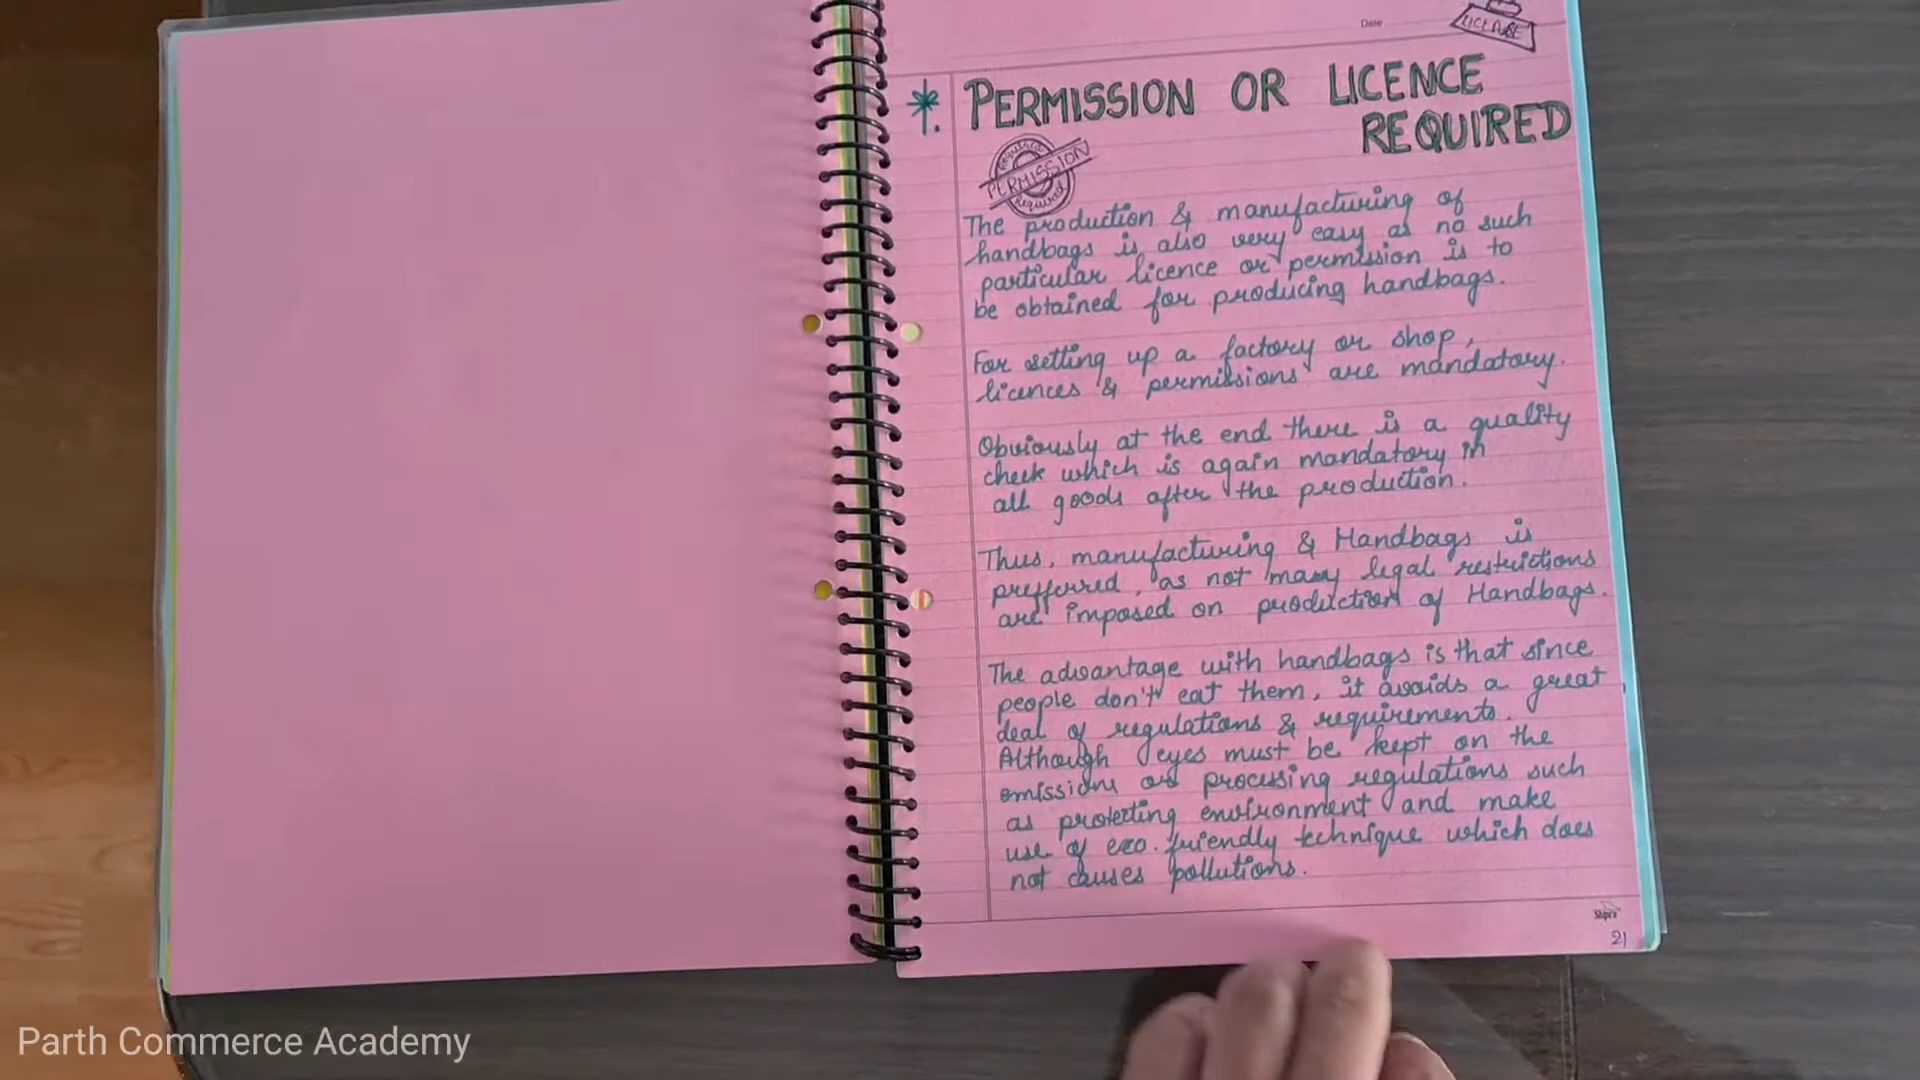 Date
LICENSE
*. PERMISSION OR LICENCE
REQUIRED
Required
PERMISSION
Required
The production & manufacturing of
handbags is also very easy as no such
particular licence or permission is to
be obtained for producing handbags.
For setting up a factory or shop,
licences & permissions are mandatory.
Obviously at the end there is a quality
check which is again mandatory in
all goods after the production.
Thus, manufacturing & Handbags is
preferred, as not many legal restrictions
are imposed on production of Handbags.
The advantage with handbags is that since
people don't eat them, it avoids a great
deal of regulations & requirements.
Although eyes must be kept on the
emissions or processing regulations such
as protecting environment and make
use of eco. friendly technique which does
not causes pollutions.
Shipra
21
Parth Commerce Academy